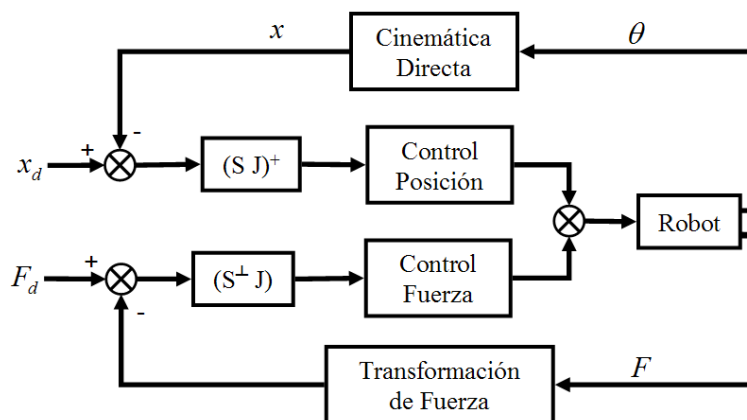 x
Cinemática
Directa
θ
+
-
x_d
(S J)⁺
Control
Posición
Robot
+
F_d
(S^⊥ J)
Control
Fuerza
-
Transformación
de Fuerza
F